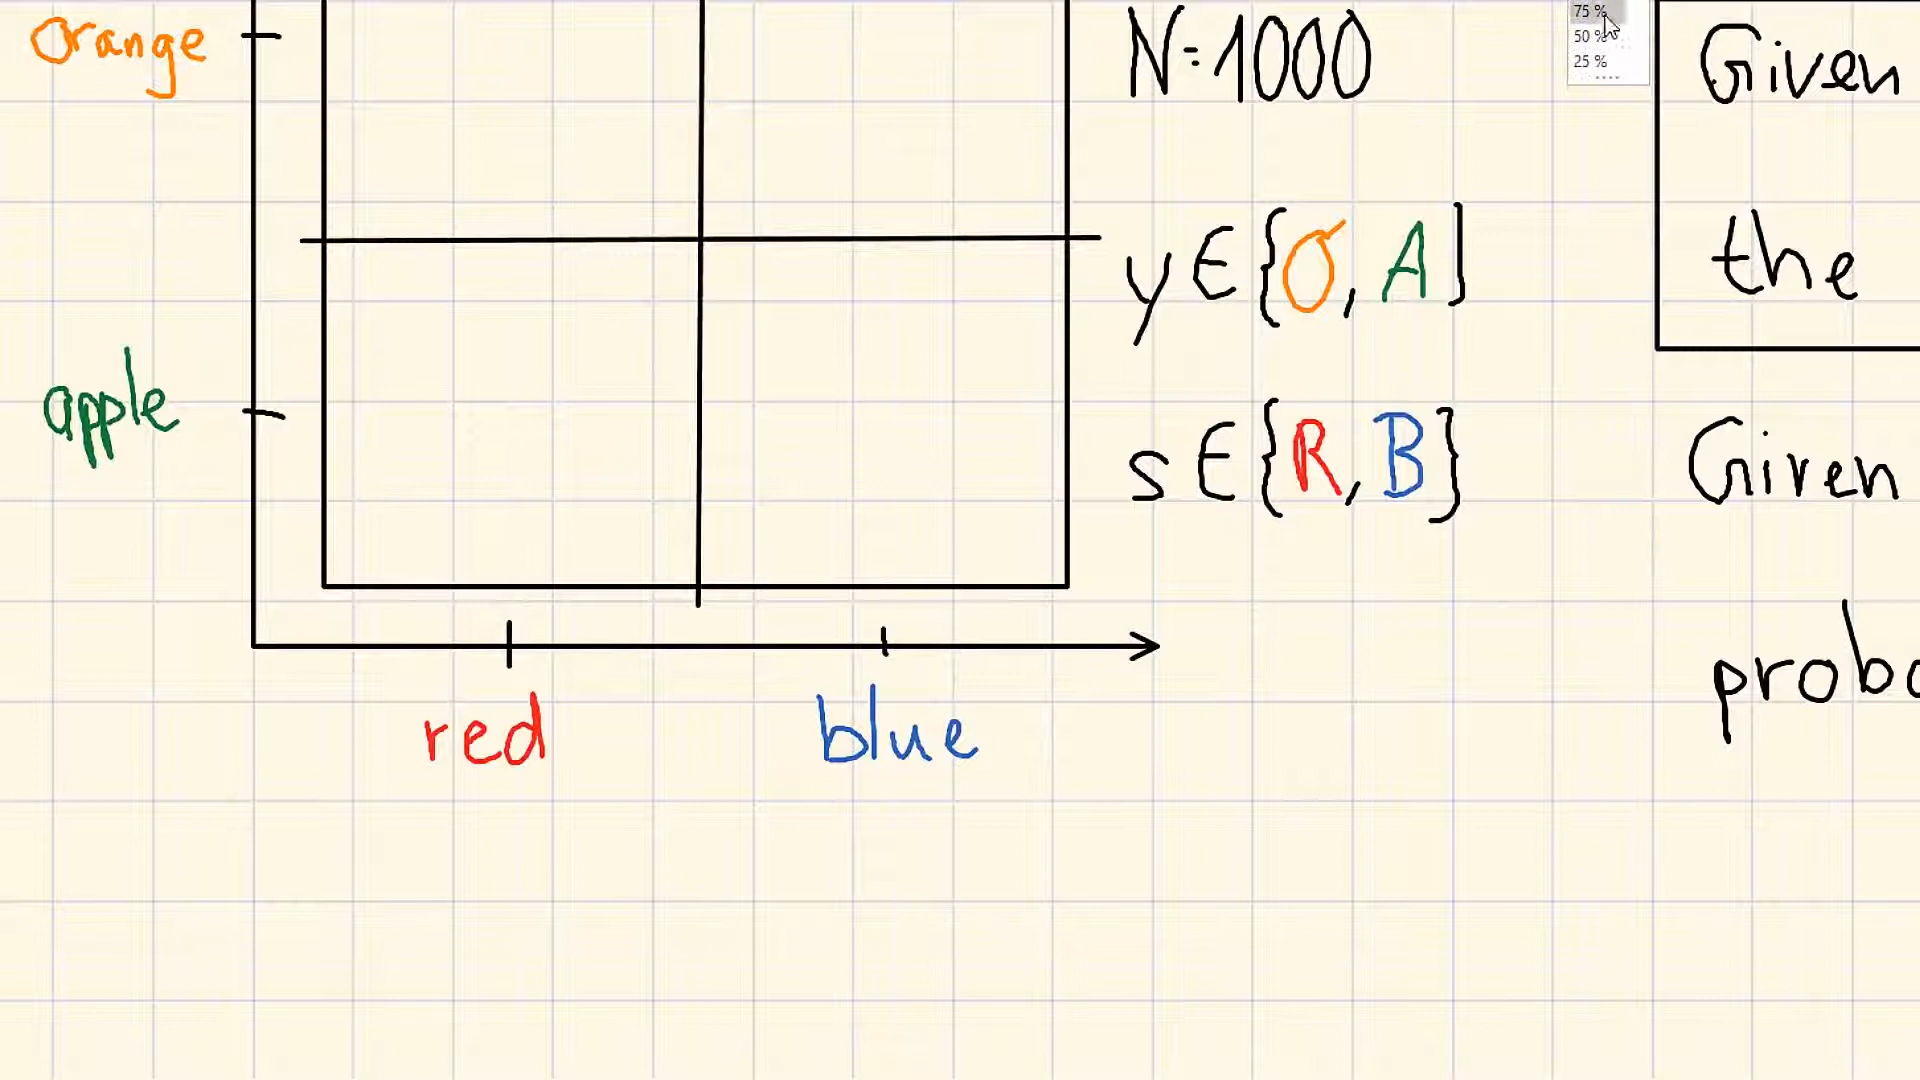 orange
apple
red
blue
N=1000
y∈{O, A]
s∈{R, B}
75 %
50 %
25 %
Given
the
Given